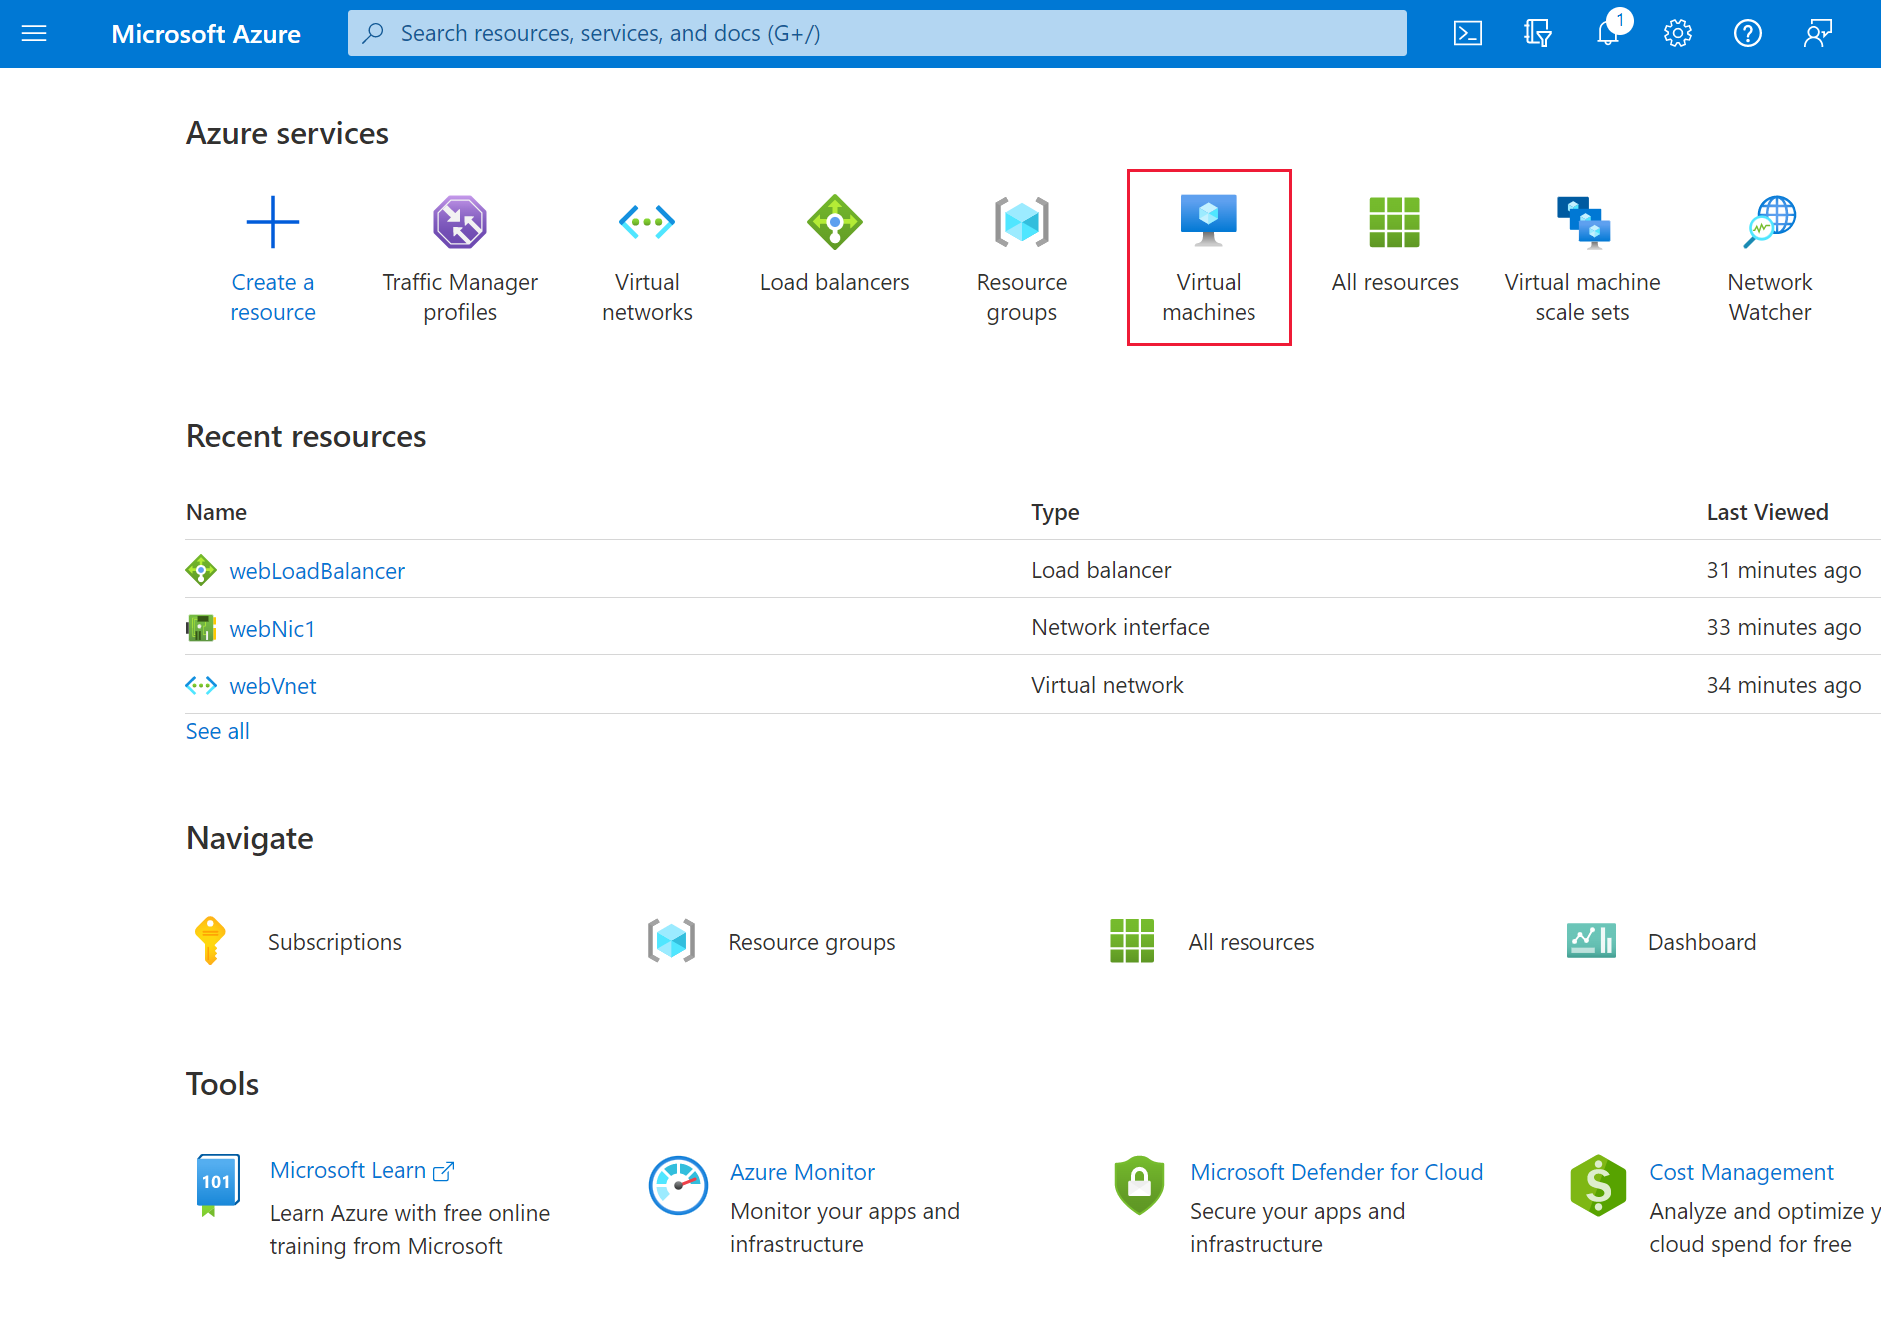 Microsoft Azure
Search resources, services, and docs (G+/)
1
Azure services
Create a
resource
Traffic Manager
profiles
Virtual
networks
Load balancers
Resource
groups
Virtual
machines
All resources
Virtual machine
scale sets
Network
Watcher
Recent resources
Name Type Last Viewed
webLoadBalancer Load balancer 31 minutes ago
webNic1 Network interface 33 minutes ago
webVnet Virtual network 34 minutes ago
See all
Navigate
Subscriptions Resource groups All resources Dashboard
Tools
101
Microsoft Learn
Learn Azure with free online
training from Microsoft
Azure Monitor
Monitor your apps and
infrastructure
Microsoft Defender for Cloud
Secure your apps and
infrastructure
Cost Management
Analyze and optimize y
cloud spend for free